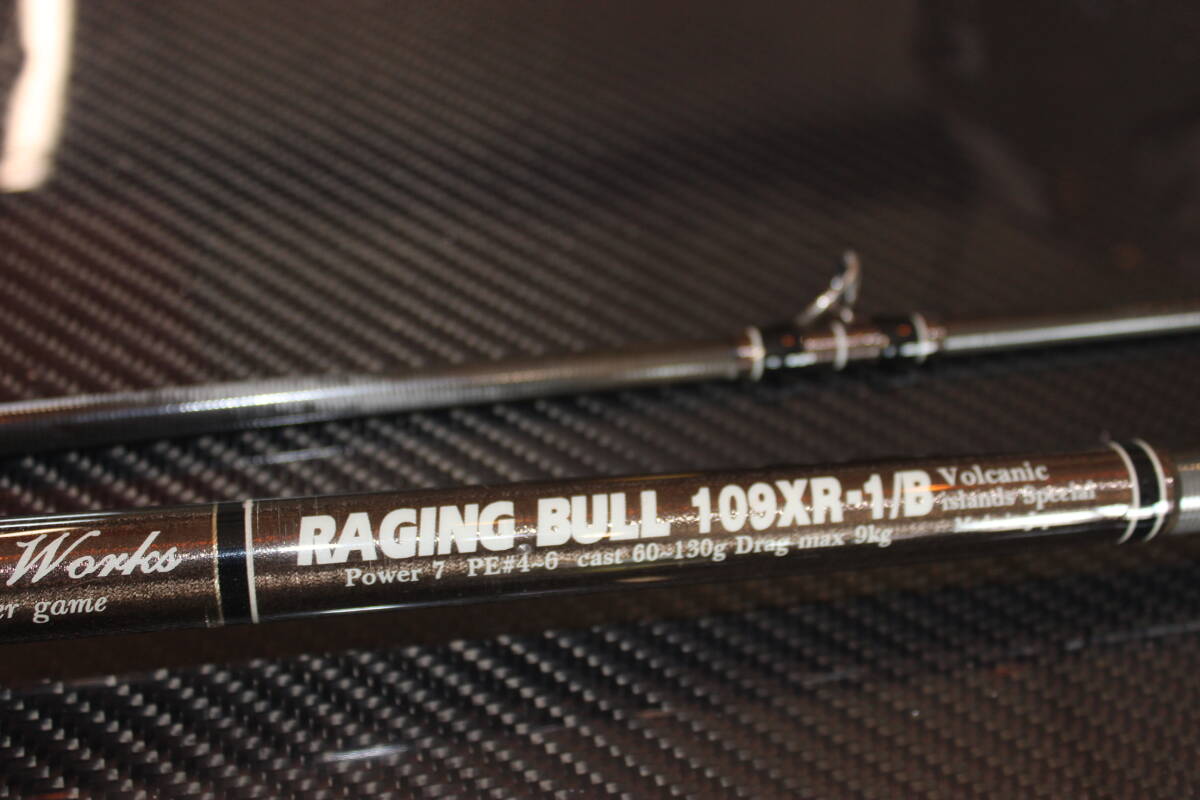 Works
er game
RAGING BULL 109XR-1/B
Volcanic
islands Special
Power 7 PE#4~6 cast 60~130g Drag max 9kg